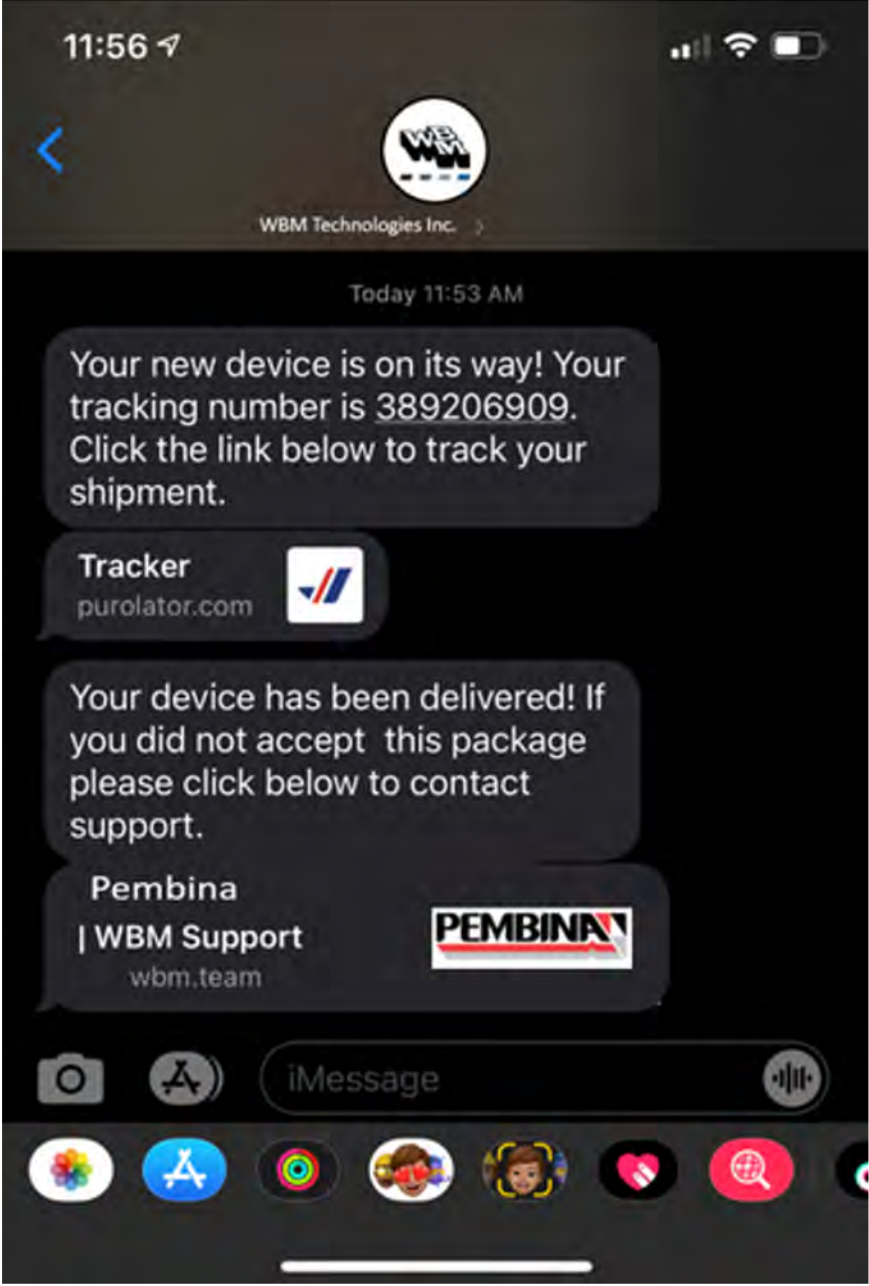 11:56
WBM
WBM Technologies Inc.
Today 11:53 AM
Your new device is on its way! Your
tracking number is 389206909.
Click the link below to track your
shipment.
Tracker
purolator.com
Your device has been delivered! If
you did not accept  this package
please click below to contact
support.
Pembina
| WBM Support
wbm.team
PEMBINA
iMessage